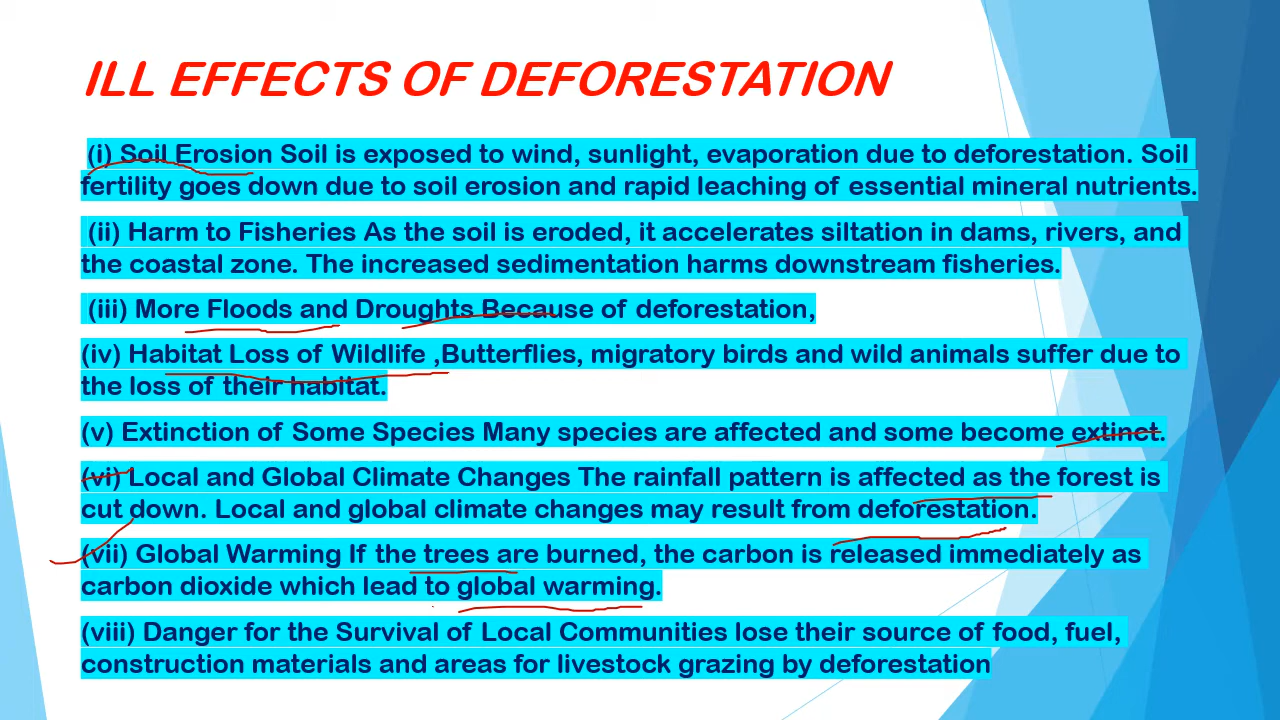 ILL EFFECTS OF DEFORESTATION
(i) Soil Erosion Soil is exposed to wind, sunlight, evaporation due to deforestation. Soil
fertility goes down due to soil erosion and rapid leaching of essential mineral nutrients.
(ii) Harm to Fisheries As the soil is eroded, it accelerates siltation in dams, rivers, and
the coastal zone. The increased sedimentation harms downstream fisheries.
(iii) More Floods and Droughts Because of deforestation,
(iv) Habitat Loss of Wildlife ,Butterflies, migratory birds and wild animals suffer due to
the loss of their habitat.
(v) Extinction of Some Species Many species are affected and some become extinct.
(vi) Local and Global Climate Changes The rainfall pattern is affected as the forest is
cut down. Local and global climate changes may result from deforestation.
(vii) Global Warming If the trees are burned, the carbon is released immediately as
carbon dioxide which lead to global warming.
(viii) Danger for the Survival of Local Communities lose their source of food, fuel,
construction materials and areas for livestock grazing by deforestation